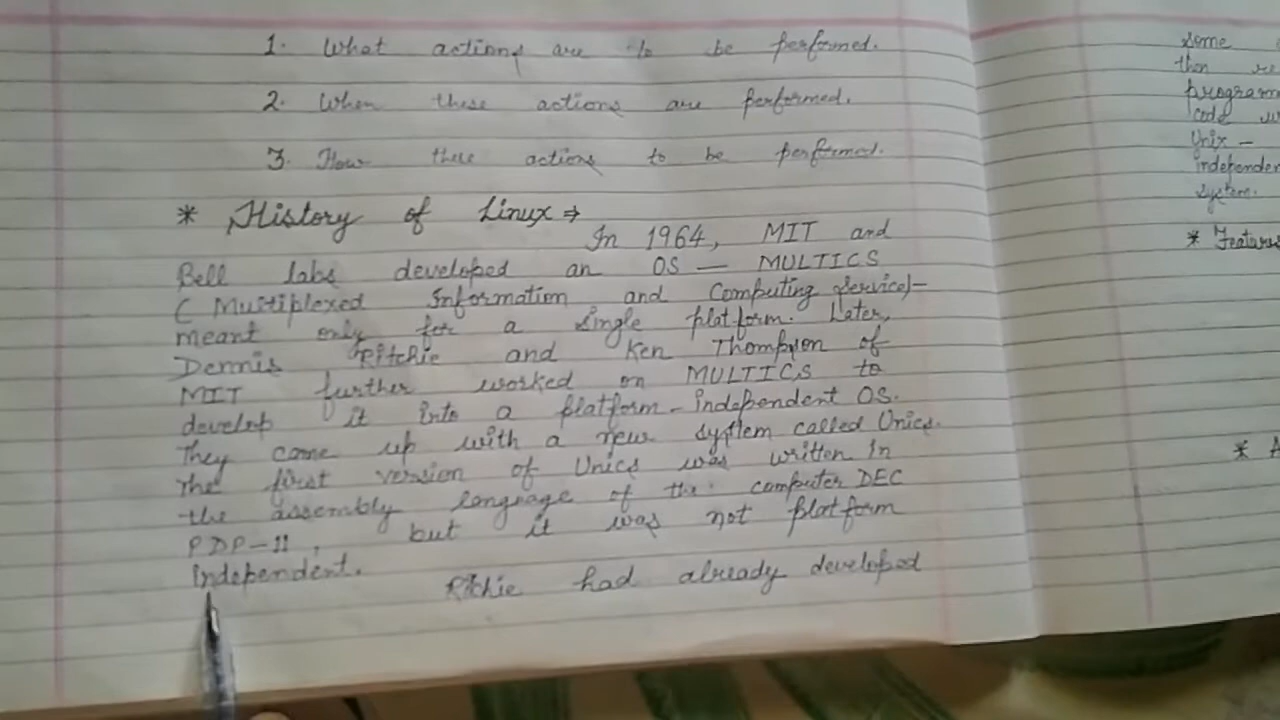 1. What actions are to be performed.
2. When these actions are performed.
3. How these actions to be performed.
* History of Linux ⇒
In 1964, MIT and
Bell labs developed an OS — MULTICS
( Multiplexed Information and Computing Service) —
meant only for a single platform. Later,
Dennis Ritchie and Ken Thompson of
MIT further worked on MULTICS to
develop it into a platform - independent OS.
They come up with a new system called Unics.
The first version of Unics was written in
the assembly language of the computer DEC
PDP-11, but it was not platform
independent.
Ritchie had already developed
some
then
program
code
Unix —
independen
system.
* Features
*